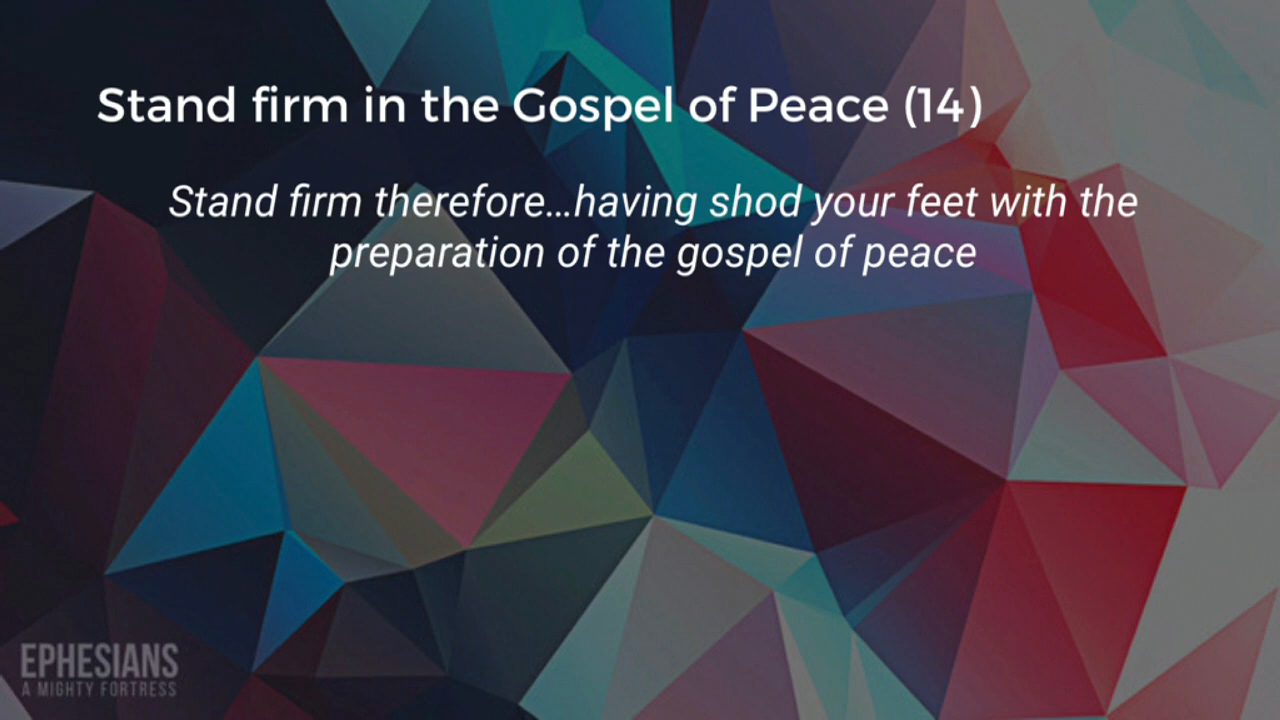 Stand firm in the Gospel of Peace (14)
Stand firm therefore...having shod your feet with the
preparation of the gospel of peace
EPHESIANS
A MIGHTY FORTRESS